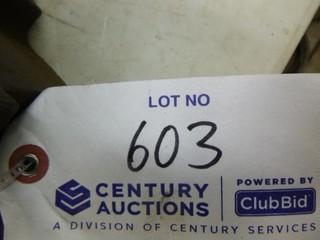 LOT NO
603
CENTURY AUCTIONS
POWERED BY
ClubBid
A DIVISION OF CENTURY SERVICES